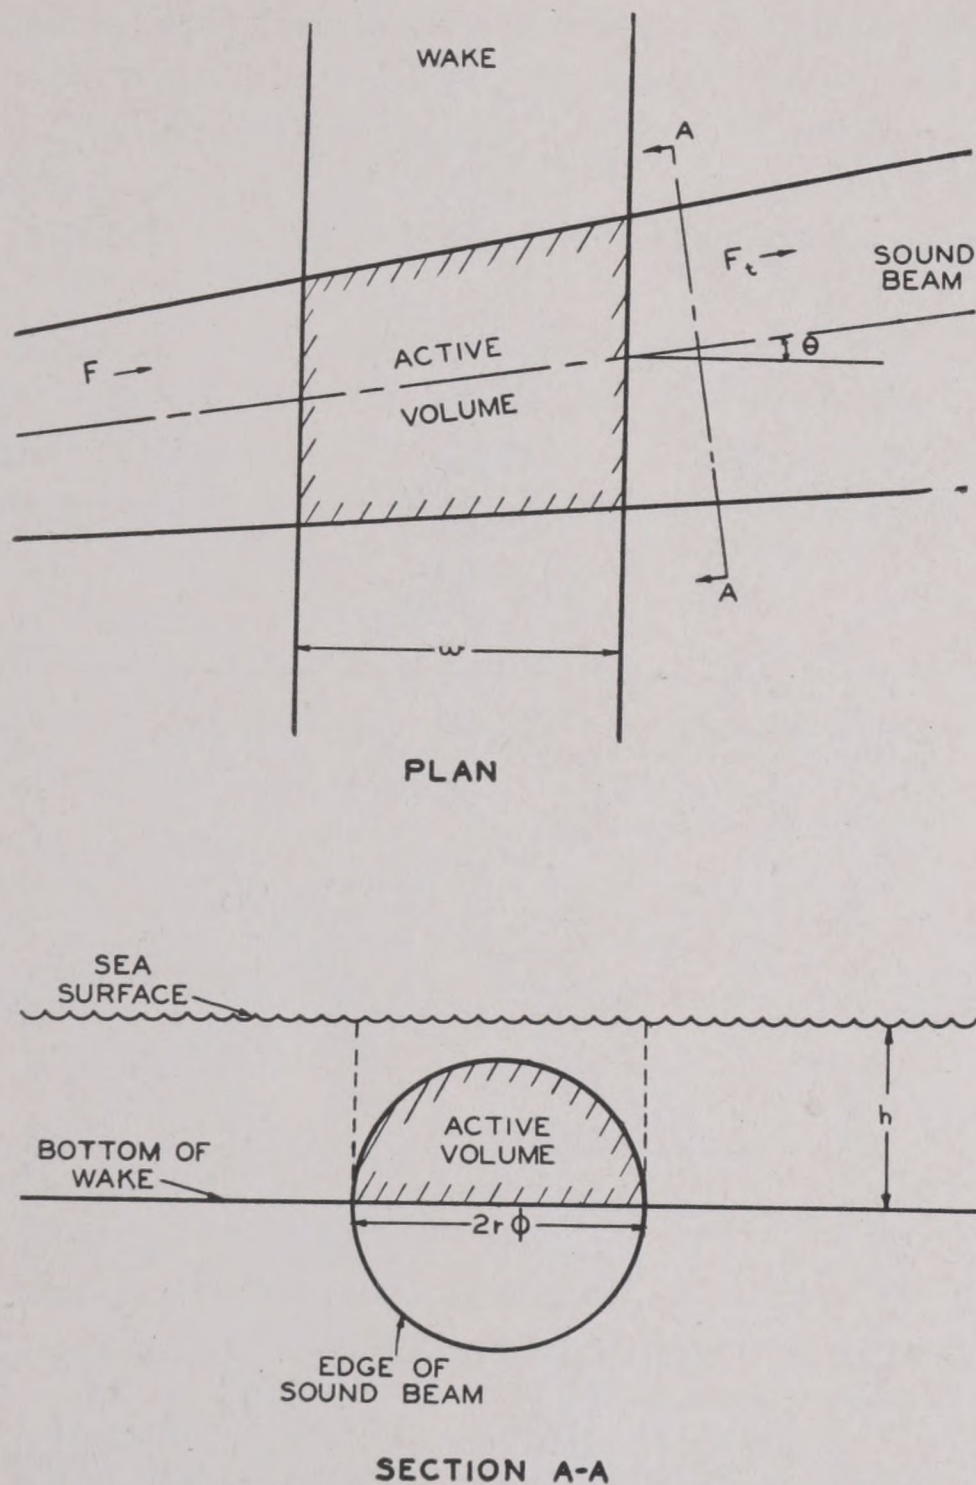 WAKE
A
F_t
SOUND
BEAM
θ
F
ACTIVE
VOLUME
A
w
PLAN
SEA
SURFACE
ACTIVE
VOLUME
h
BOTTOM OF
WAKE
2rϕ
EDGE OF
SOUND BEAM
SECTION A-A